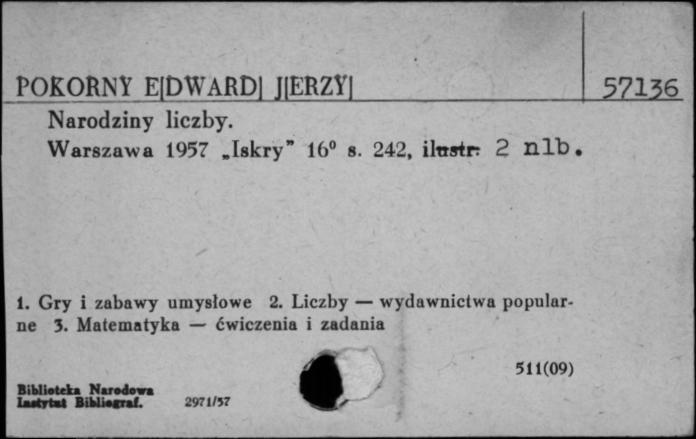 POKORNY E[DWARD] J[ERZY] 57136
Narodziny liczby.
Warszawa 1957 „Iskry” 16⁰ s. 242, ilustr. 2 nlb.
1. Gry i zabawy umysłowe 2. Liczby — wydawnictwa popular-
ne 3. Matematyka — ćwiczenia i zadania
511(09)
Biblioteka Narodowa
Instytut Bibliograf. 2971/57